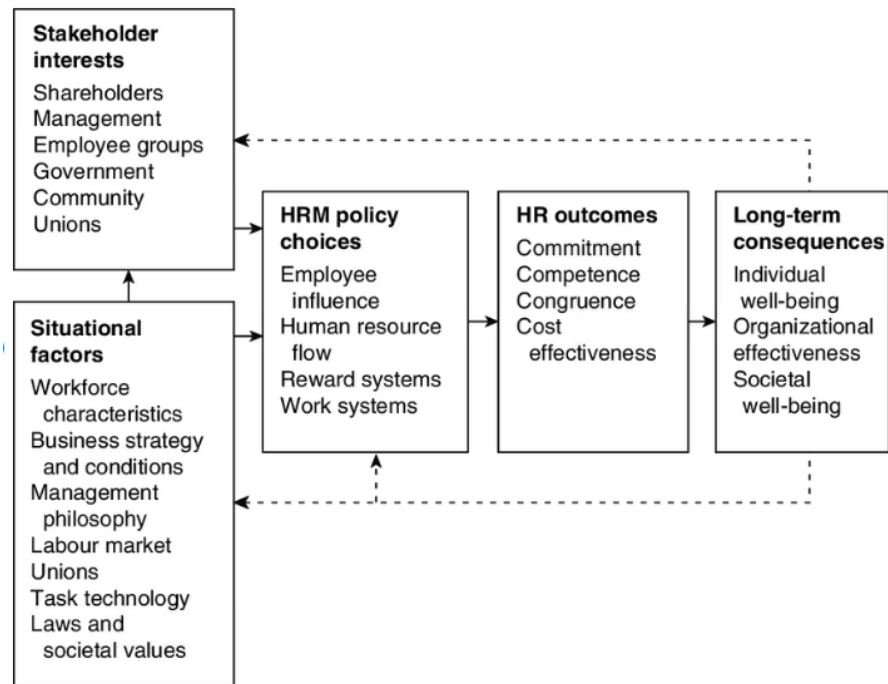 Stakeholder
interests
Shareholders
Management
Employee groups
Government
Community
Unions
Situational
factors
Workforce
characteristics
Business strategy
and conditions
Management
philosophy
Labour market
Unions
Task technology
Laws and
societal values
HRM policy
choices
Employee
influence
Human resource
flow
Reward systems
Work systems
HR outcomes
Commitment
Competence
Congruence
Cost
effectiveness
Long-term
consequences
Individual
well-being
Organizational
effectiveness
Societal
well-being